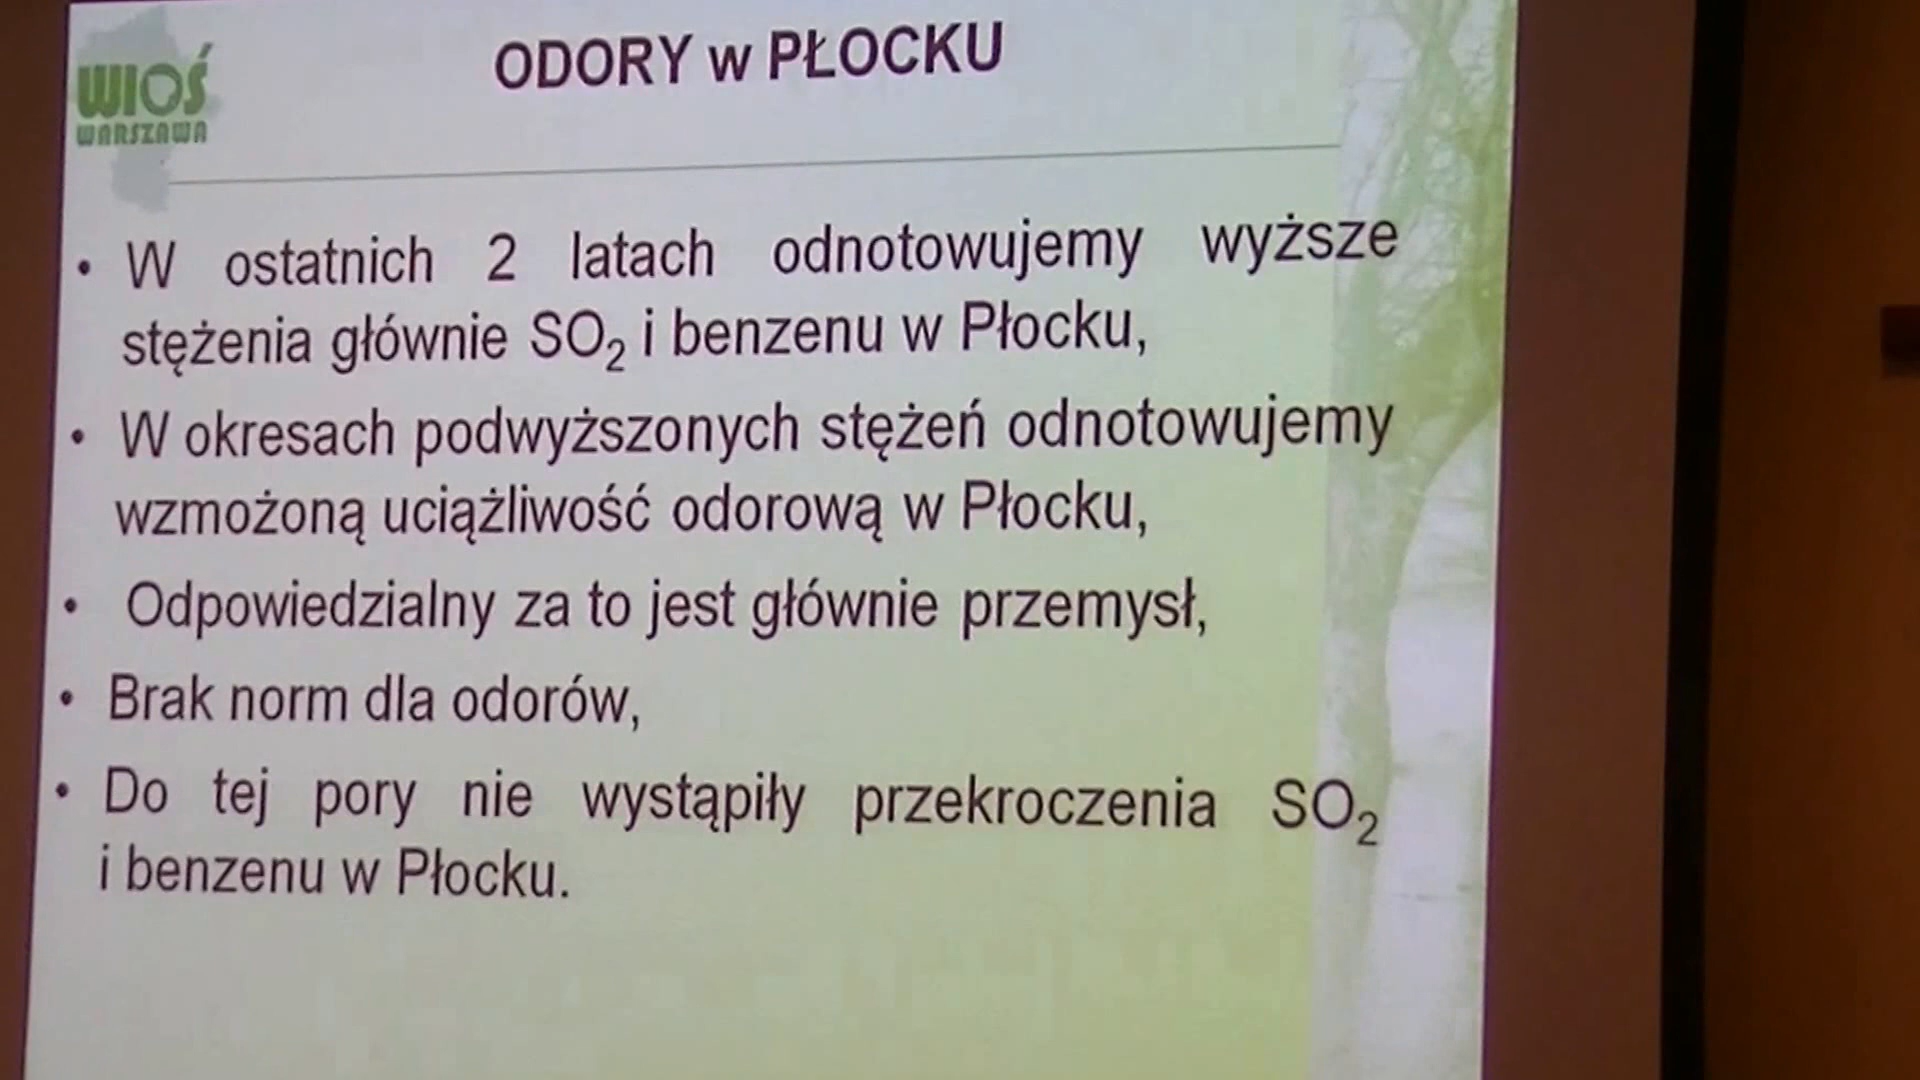 WIOŚ
WARSZAWA
ODORY w PŁOCKU
• W ostatnich 2 latach odnotowujemy wyższe
stężenia głównie SO₂ i benzenu w Płocku,
• W okresach podwyższonych stężeń odnotowujemy
wzmożoną uciążliwość odorową w Płocku,
• Odpowiedzialny za to jest głównie przemysł,
• Brak norm dla odorów,
• Do tej pory nie wystąpiły przekroczenia SO₂
i benzenu w Płocku.